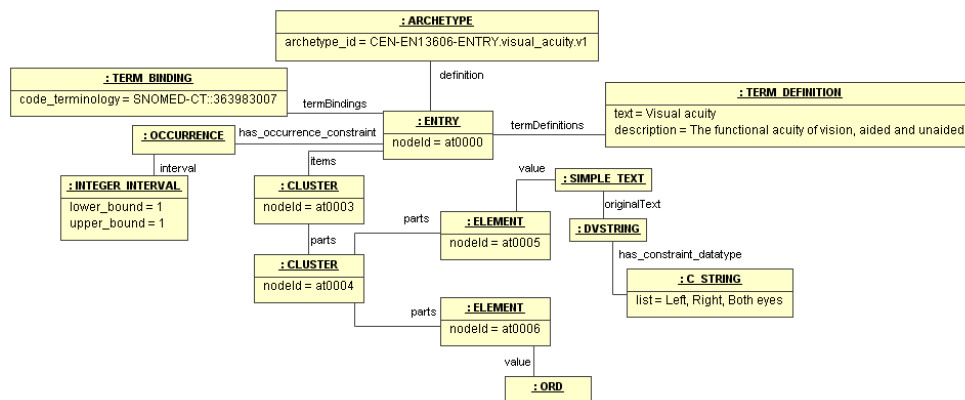 : ARCHETYPE
archetype_id = CEN-EN13606-ENTRY.visual_acuity.v1
definition
: TERM_BINDING
code_terminology = SNOMED-CT::363983007
termBindings
: TERM_DEFINITION
text = Visual acuity
description = The functional acuity of vision, aided and unaided
termDefinitions
: ENTRY
nodeId = at0000
has_occurrence_constraint
: OCCURRENCE
interval
: INTEGER_INTERVAL
lower_bound = 1
upper_bound = 1
items
: CLUSTER
nodeId = at0003
parts
: CLUSTER
nodeId = at0004
parts
: ELEMENT
nodeId = at0005
value
: SIMPLE_TEXT
originalText
: DVSTRING
has_constraint_datatype
: C_STRING
list = Left, Right, Both eyes
parts
: ELEMENT
nodeId = at0006
value
: ORD